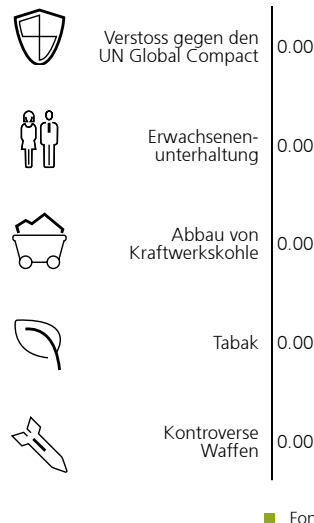 Verstoss gegen den
UN Global Compact
0.00
Erwachsenen-
unterhaltung
0.00
Abbau von
Kraftwerkskohle
0.00
Tabak
0.00
Kontroverse
Waffen
0.00